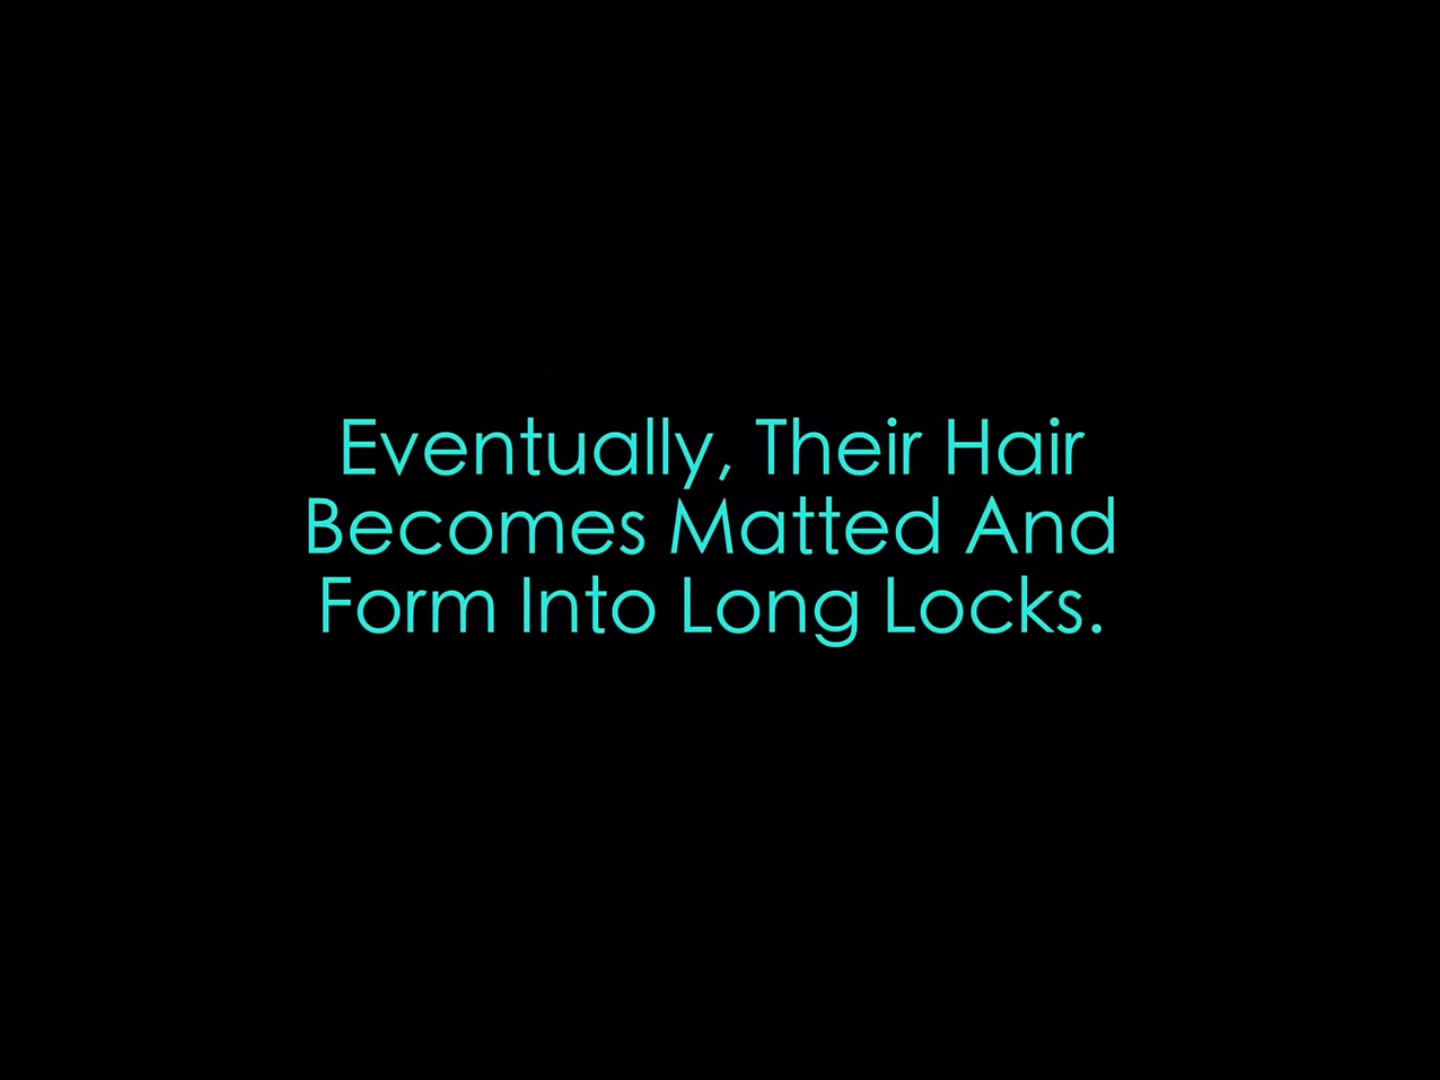 Eventually, Their Hair
Becomes Matted And
Form Into Long Locks.